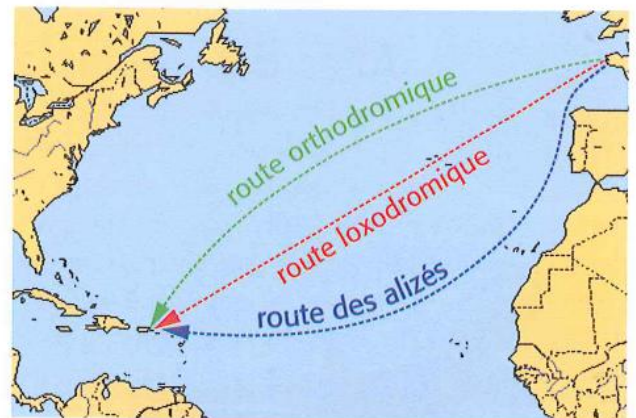 route orthodromique
route loxodromique
route des alizés